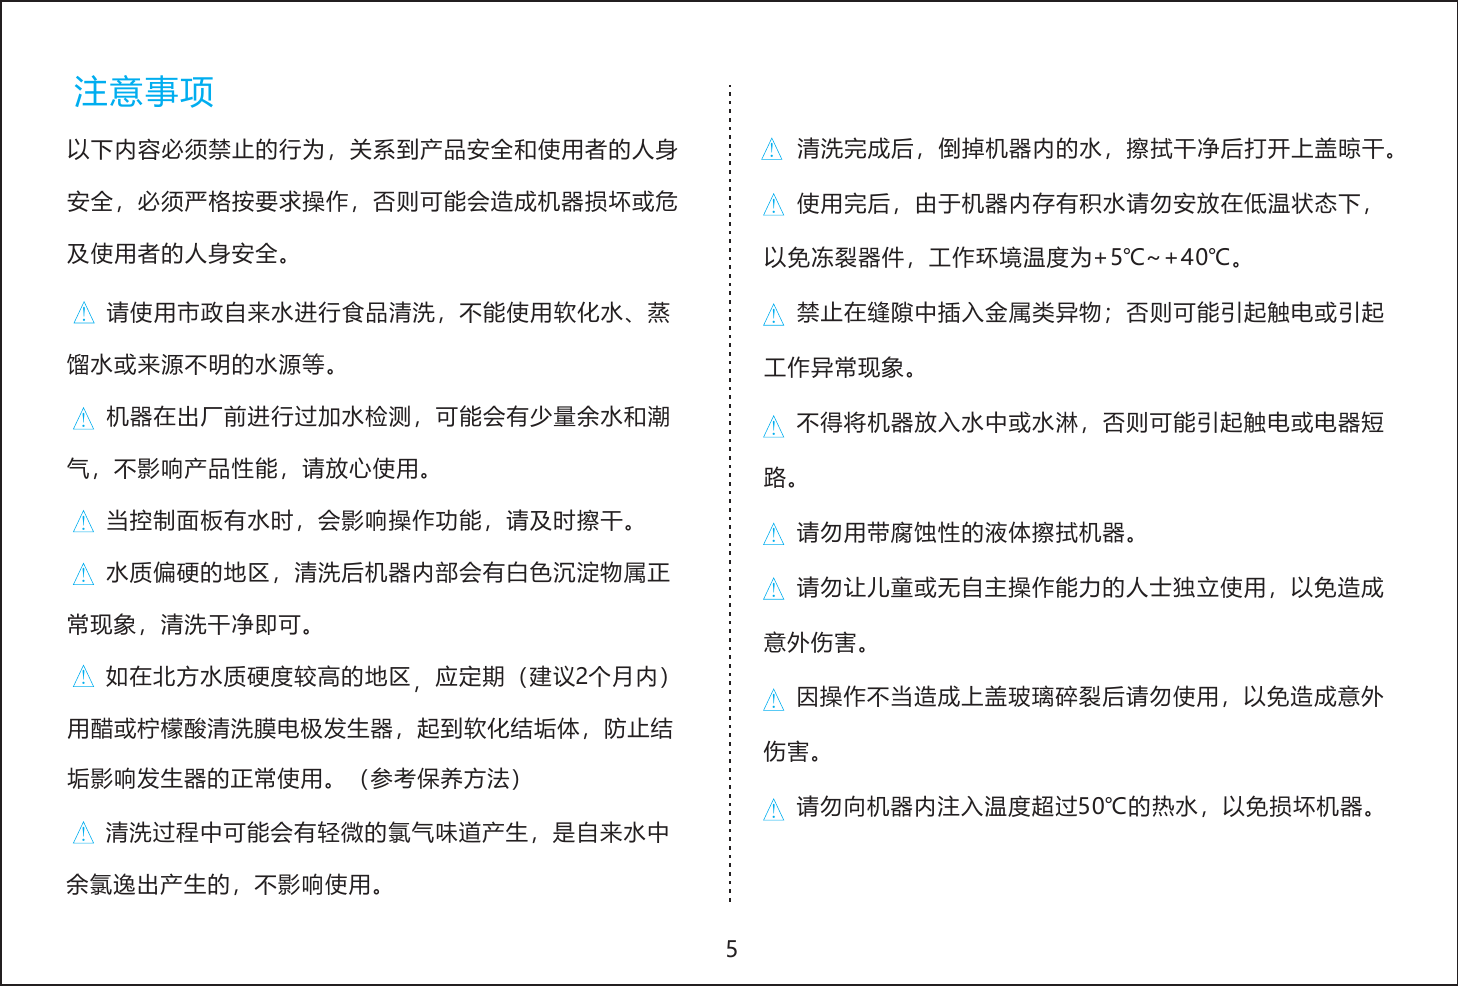 注意事项
以下内容必须禁止的行为，关系到产品安全和使用者的人身
安全，必须严格按要求操作，否则可能会造成机器损坏或危
及使用者的人身安全。
请使用市政自来水进行食品清洗，不能使用软化水、蒸
馏水或来源不明的水源等。
机器在出厂前进行过加水检测，可能会有少量余水和潮
气，不影响产品性能，请放心使用。
当控制面板有水时，会影响操作功能，请及时擦干。
水质偏硬的地区，清洗后机器内部会有白色沉淀物属正
常现象，清洗干净即可。
如在北方水质硬度较高的地区，应定期（建议2个月内）
用醋或柠檬酸清洗膜电极发生器，起到软化结垢体，防止结
垢影响发生器的正常使用。（参考保养方法）
清洗过程中可能会有轻微的氯气味道产生，是自来水中
余氯逸出产生的，不影响使用。
清洗完成后，倒掉机器内的水，擦拭干净后打开上盖晾干。
使用完后，由于机器内存有积水请勿安放在低温状态下，
以免冻裂器件，工作环境温度为+5℃~+40℃。
禁止在缝隙中插入金属类异物；否则可能引起触电或引起
工作异常现象。
不得将机器放入水中或水淋，否则可能引起触电或电器短
路。
请勿用带腐蚀性的液体擦拭机器。
请勿让儿童或无自主操作能力的人士独立使用，以免造成
意外伤害。
因操作不当造成上盖玻璃碎裂后请勿使用，以免造成意外
伤害。
请勿向机器内注入温度超过50℃的热水，以免损坏机器。
5